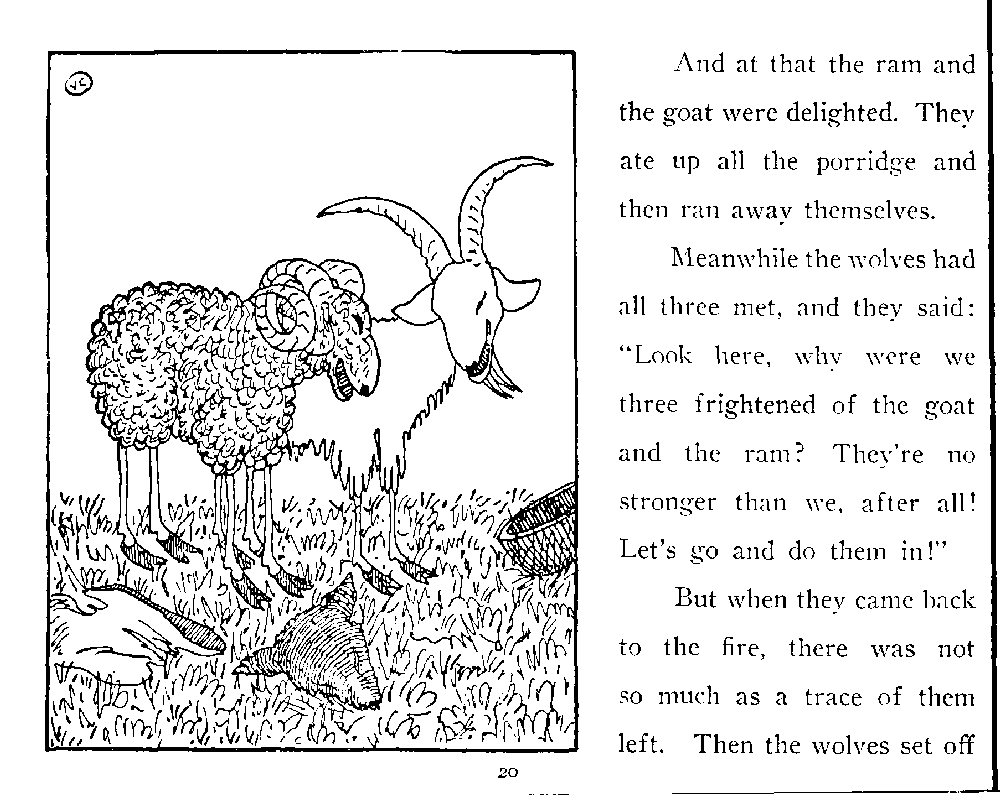 And at that the ram and
the goat were delighted. They
ate up all the porridge and
then ran away themselves.
Meanwhile the wolves had
all three met, and they said:
“Look here, why were we
three frightened of the goat
and the ram? They’re no
stronger than we, after all!
Let’s go and do them in!”
But when they came back
to the fire, there was not
so much as a trace of them
left. Then the wolves set off
20